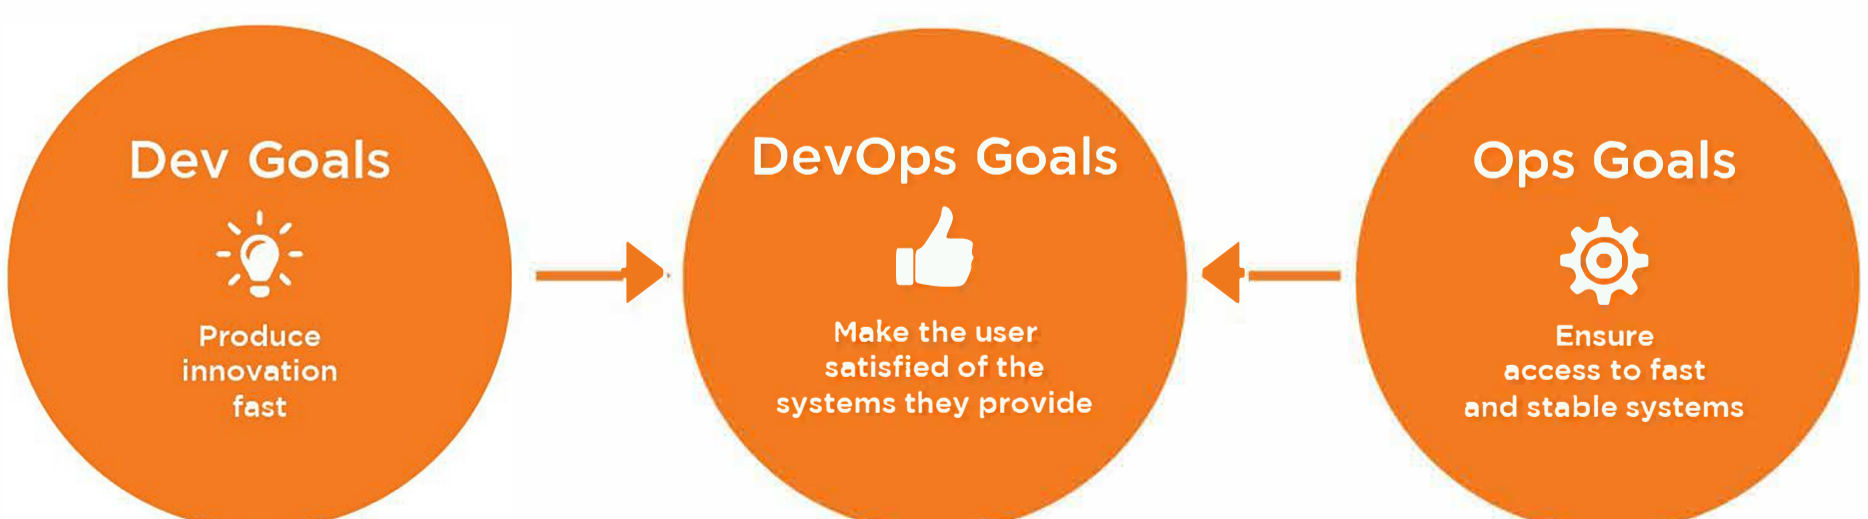 Dev Goals
Produce
innovation
fast
DevOps Goals
Make the user
satisfied of the
systems they provide
Ops Goals
Ensure
access to fast
and stable systems